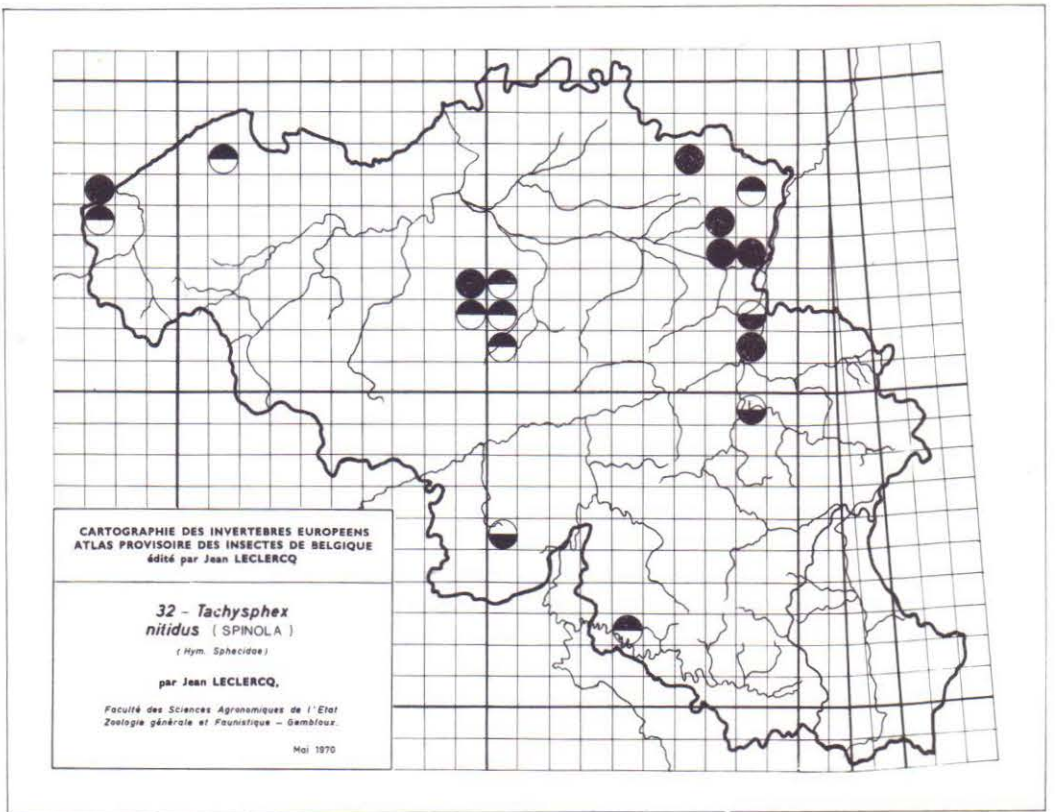 CARTOGRAPHIE DES INVERTEBRES EUROPEENS
ATLAS PROVISOIRE DES INSECTES DE BELGIQUE
édité par Jean LECLERCQ
32 - Tachysphex
nitidus ( SPINOLA )
( Hym. Sphecidae )
par Jean LECLERCQ,
Faculté des Sciences Agronomiques de l'Etat
Zoologie générale et Faunistique – Gembloux.
Mai 1970